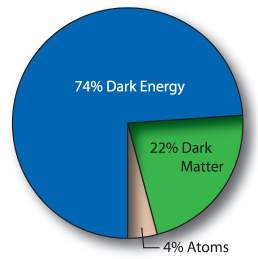 74% Dark Energy
22% Dark
Matter
4% Atoms